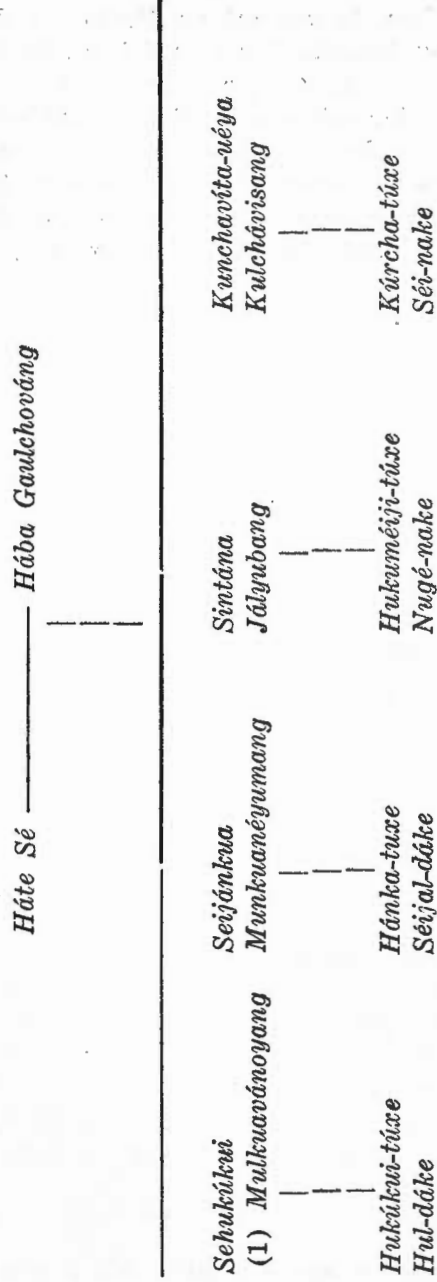 Háte Sé — Hába Gaulchováng
Sehukúkui
(1) Mulkuavánoyang
Hukúkui-túxe
Hul-dáke
Seijánkua
Munkuanéyumang
Hánka-tuxe
Séijal-dáke
Sintána
Jályubang
Hukuméiji-túxe
Nugé-nake
Kunchavíta-uéya
Kulchávisang
Kúrcha-túxe
Séi-nake